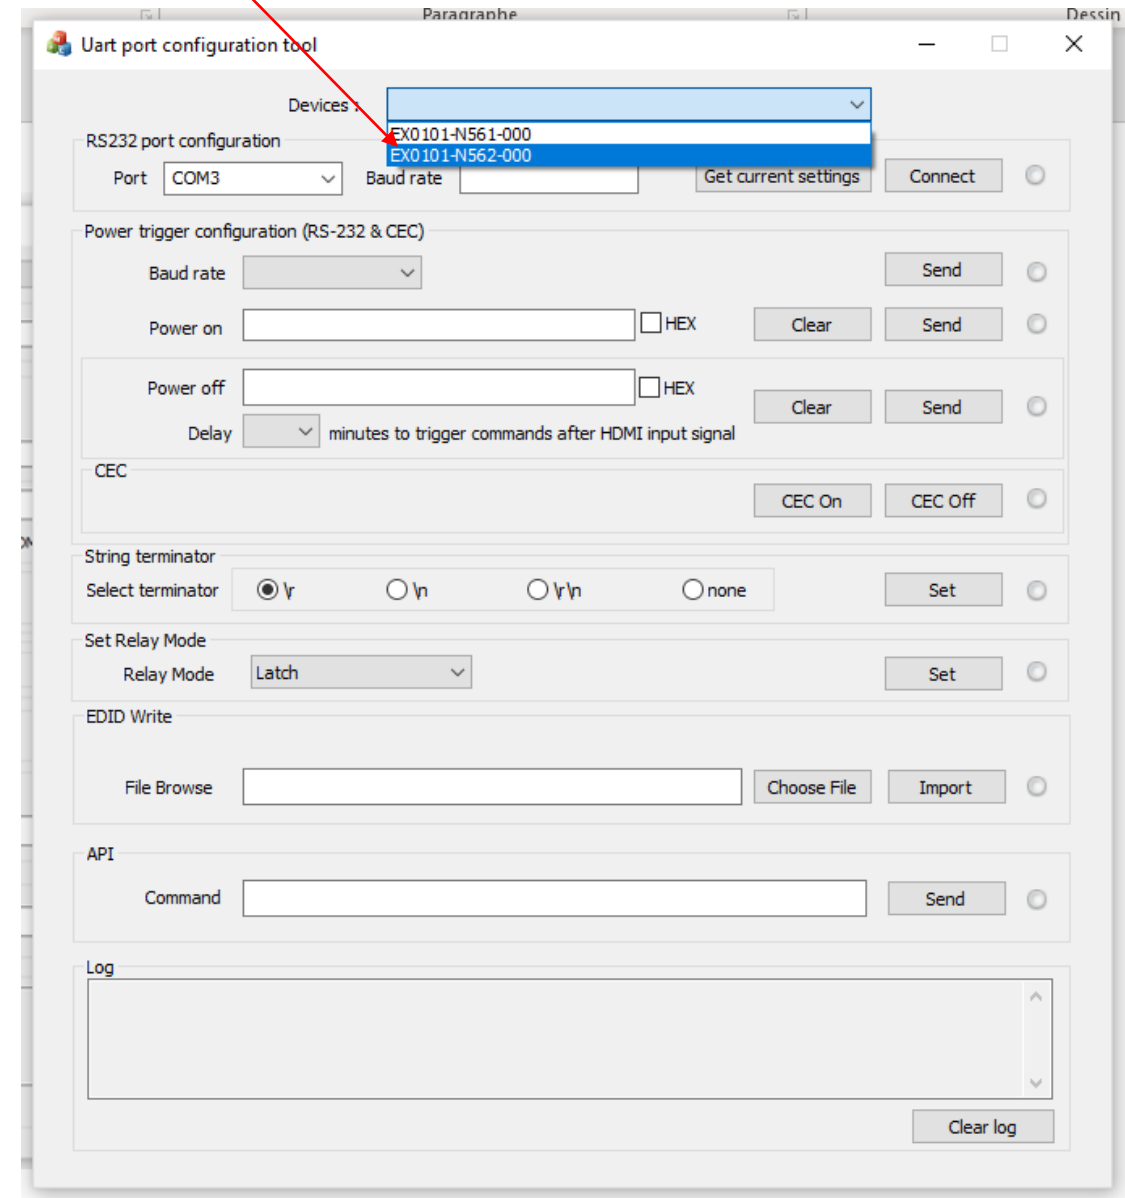 Paragraphe Dessin
Uart port configuration tool
Devices :
EX0101-N561-000
EX0101-N562-000
RS232 port configuration
Port COM3 Baud rate Get current settings Connect
Power trigger configuration (RS-232 & CEC)
Baud rate Send
Power on HEX Clear Send
Power off HEX
Clear Send
Delay minutes to trigger commands after HDMI input signal
CEC
CEC On CEC Off
String terminator
Select terminator \r \n \r\n none Set
Set Relay Mode
Relay Mode Latch Set
EDID Write
File Browse Choose File Import
API
Command Send
Log
Clear log